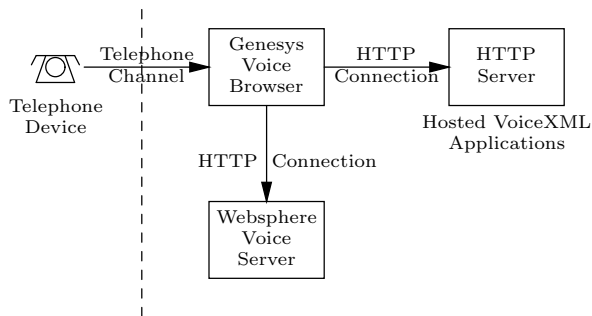 Telephone
Channel
Genesys
Voice
Browser
HTTP
Connection
HTTP
Server
Telephone
Device
Hosted VoiceXML
Applications
HTTP Connection
Websphere
Voice
Server